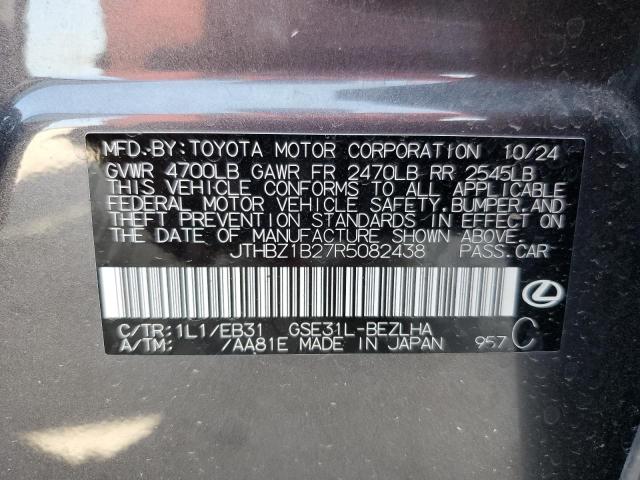 MFD.BY:TOYOTA MOTOR CORPORATION 10/24
GVWR 4700LB GAWR FR 2470LB RR 2545LB
THIS VEHICLE CONFORMS TO ALL APPLICABLE
FEDERAL MOTOR VEHICLE SAFETY,BUMPER,AND
THEFT PREVENTION STANDARDS IN EFFECT ON
THE DATE OF MANUFACTURE SHOWN ABOVE.
JTHBZ1B27R5082438 PASS.CAR
C/TR:1L1/EB31 GSE31L-BEZLHA
A/TM: /AA81E MADE IN JAPAN 957 C